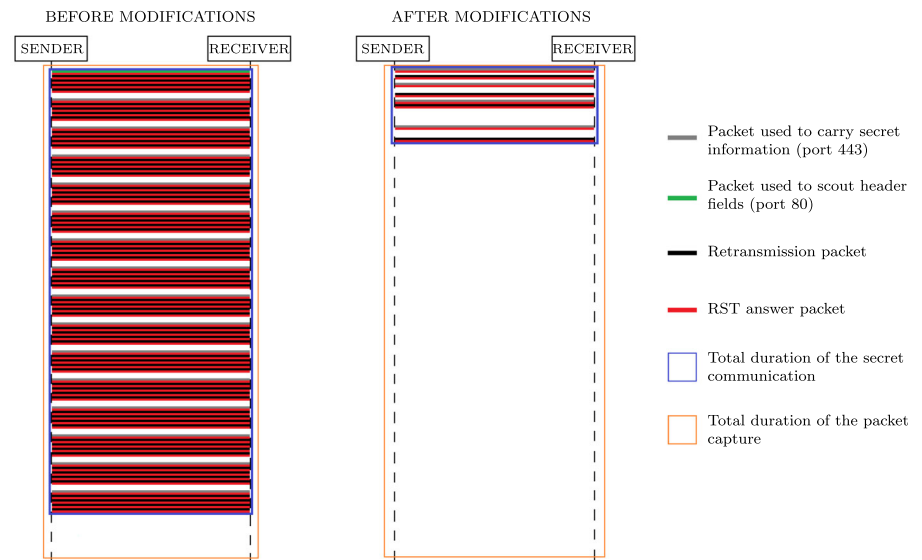 BEFORE MODIFICATIONS
AFTER MODIFICATIONS
SENDER
RECEIVER
SENDER
RECEIVER
Packet used to carry secret
information (port 443)
Packet used to scout header
fields (port 80)
Retransmission packet
RST answer packet
Total duration of the secret
communication
Total duration of the packet
capture